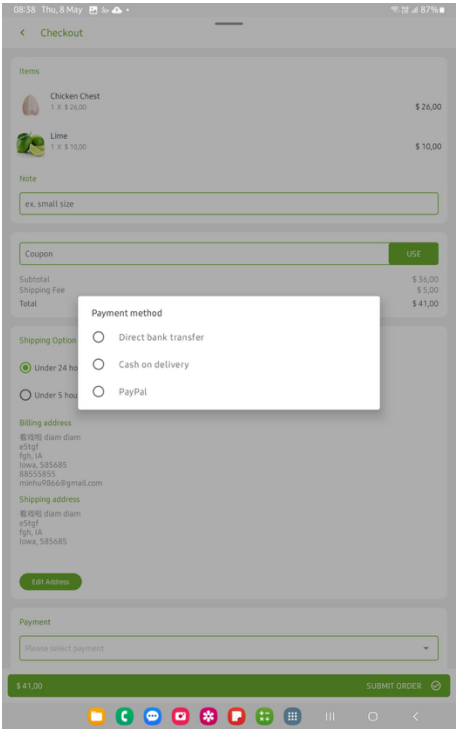 08:38 Thu, 8 May
87%
Checkout
Items
Chicken Chest
1 X $ 26,00
$ 26,00
Lime
1 X $ 10,00
$ 10,00
Note
ex. small size
Coupon
USE
Subtotal
$ 36,00
Shipping Fee
$ 5,00
Total
$ 41,00
Payment method
Direct bank transfer
Cash on delivery
PayPal
Shipping Option
Under 24 ho
Under 5 hou
Billing address
diam diam
eStgf
fgh, IA
Iowa, 585685
88555855
minhu9866@gmail.com
Shipping address
diam diam
eStgf
fgh, IA
Iowa, 585685
Edit Address
Payment
Please select payment
$ 41,00
SUBMIT ORDER